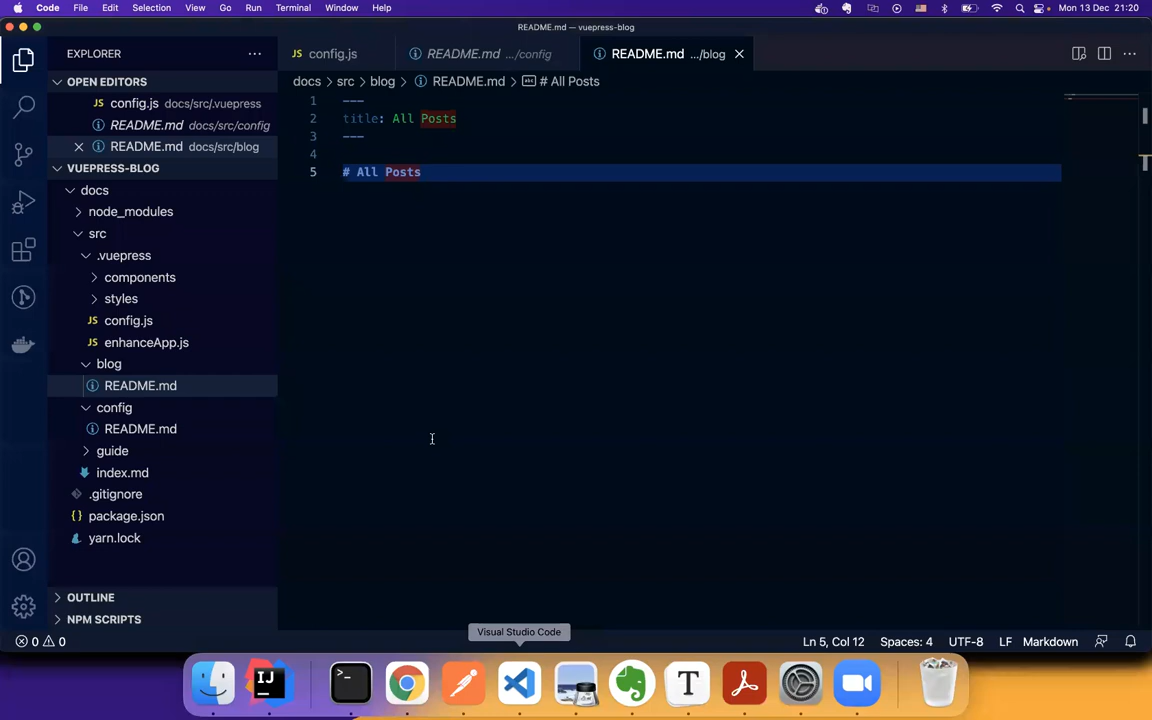 Code File Edit Selection View Go Run Terminal Window Help Mon 13 Dec 21:20
README.md — vuepress-blog
EXPLORER
config.js
README.md .../config
README.md .../blog
OPEN EDITORS
docs > src > blog > README.md > # All Posts
config.js docs/src/.vuepress
README.md docs/src/config
README.md docs/src/blog
1 ---
2 title: All Posts
3 ---
4
5 # All Posts
VUEPRESS-BLOG
docs
node_modules
src
.vuepress
components
styles
JS config.js
JS enhanceApp.js
blog
README.md
config
README.md
guide
index.md
.gitignore
{} package.json
yarn.lock
OUTLINE
NPM SCRIPTS
0 0
Visual Studio Code
Ln 5, Col 12 Spaces: 4 UTF-8 LF Markdown
IJ
>_
T